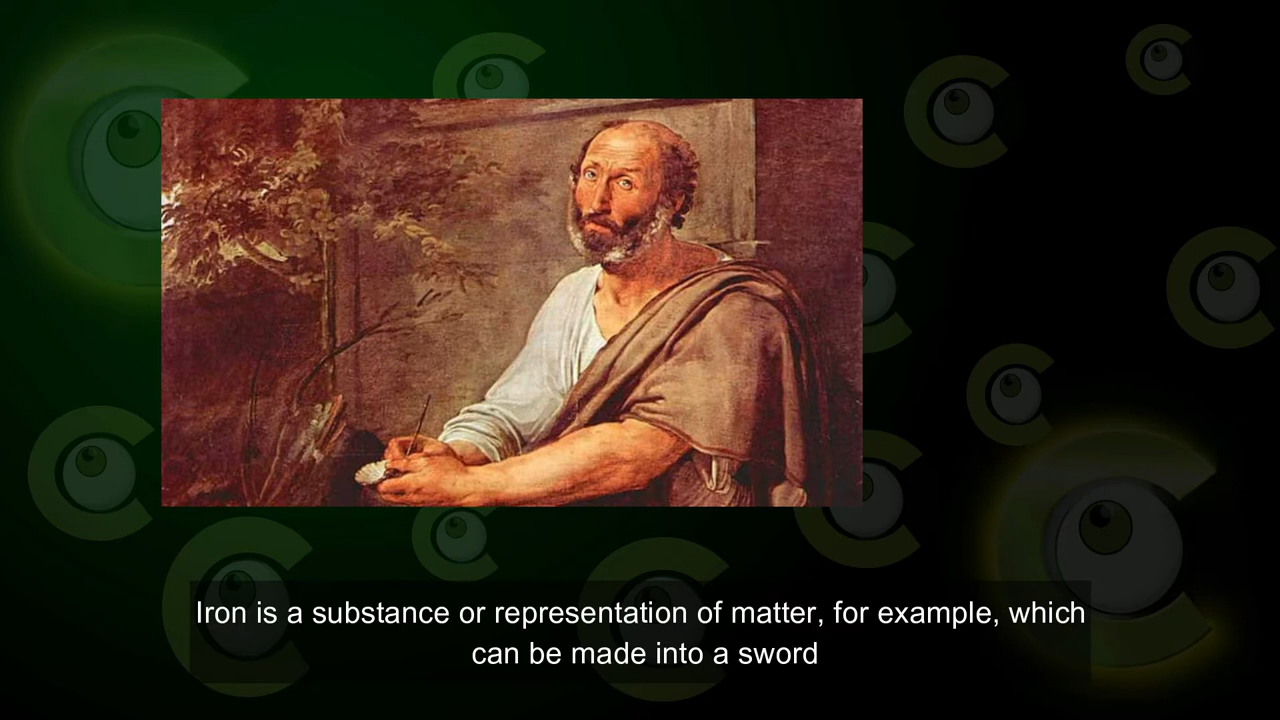 Iron is a substance or representation of matter, for example, which
can be made into a sword